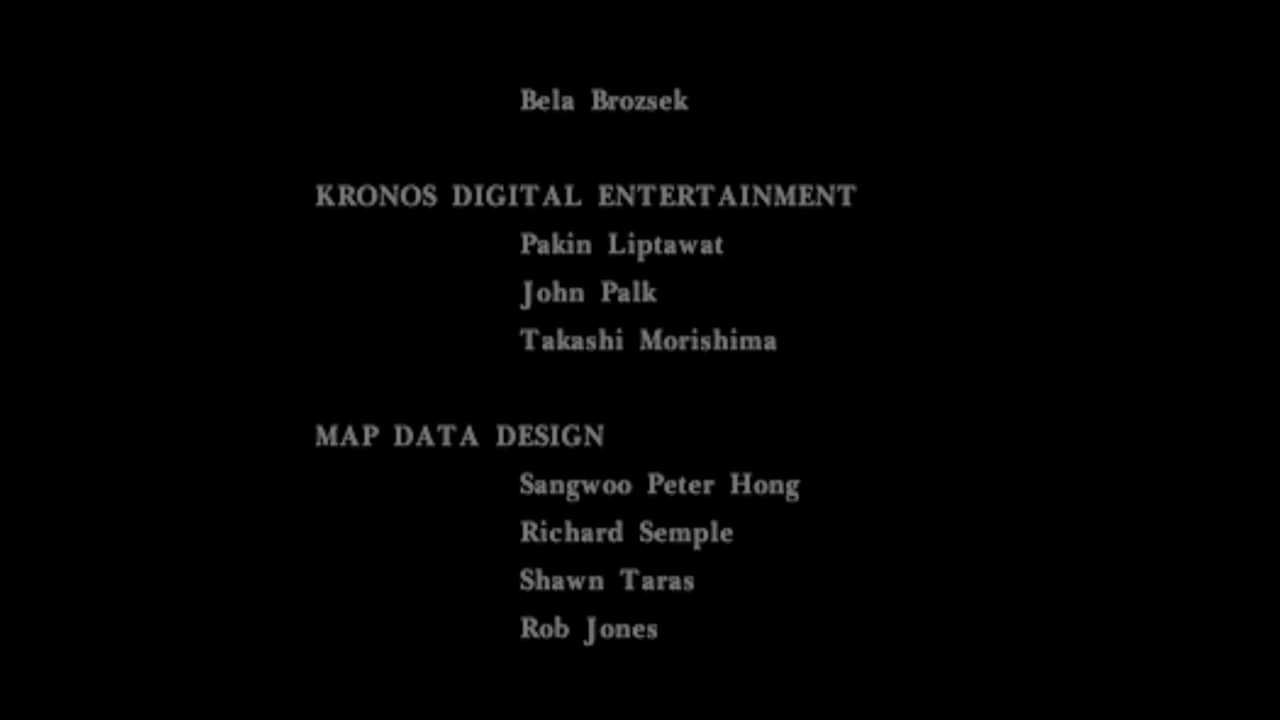 Bela Brozsek
KRONOS DIGITAL ENTERTAINMENT
Pakin Liptawat
John Palk
Takashi Morishima
MAP DATA DESIGN
Sangwoo Peter Hong
Richard Semple
Shawn Taras
Rob Jones